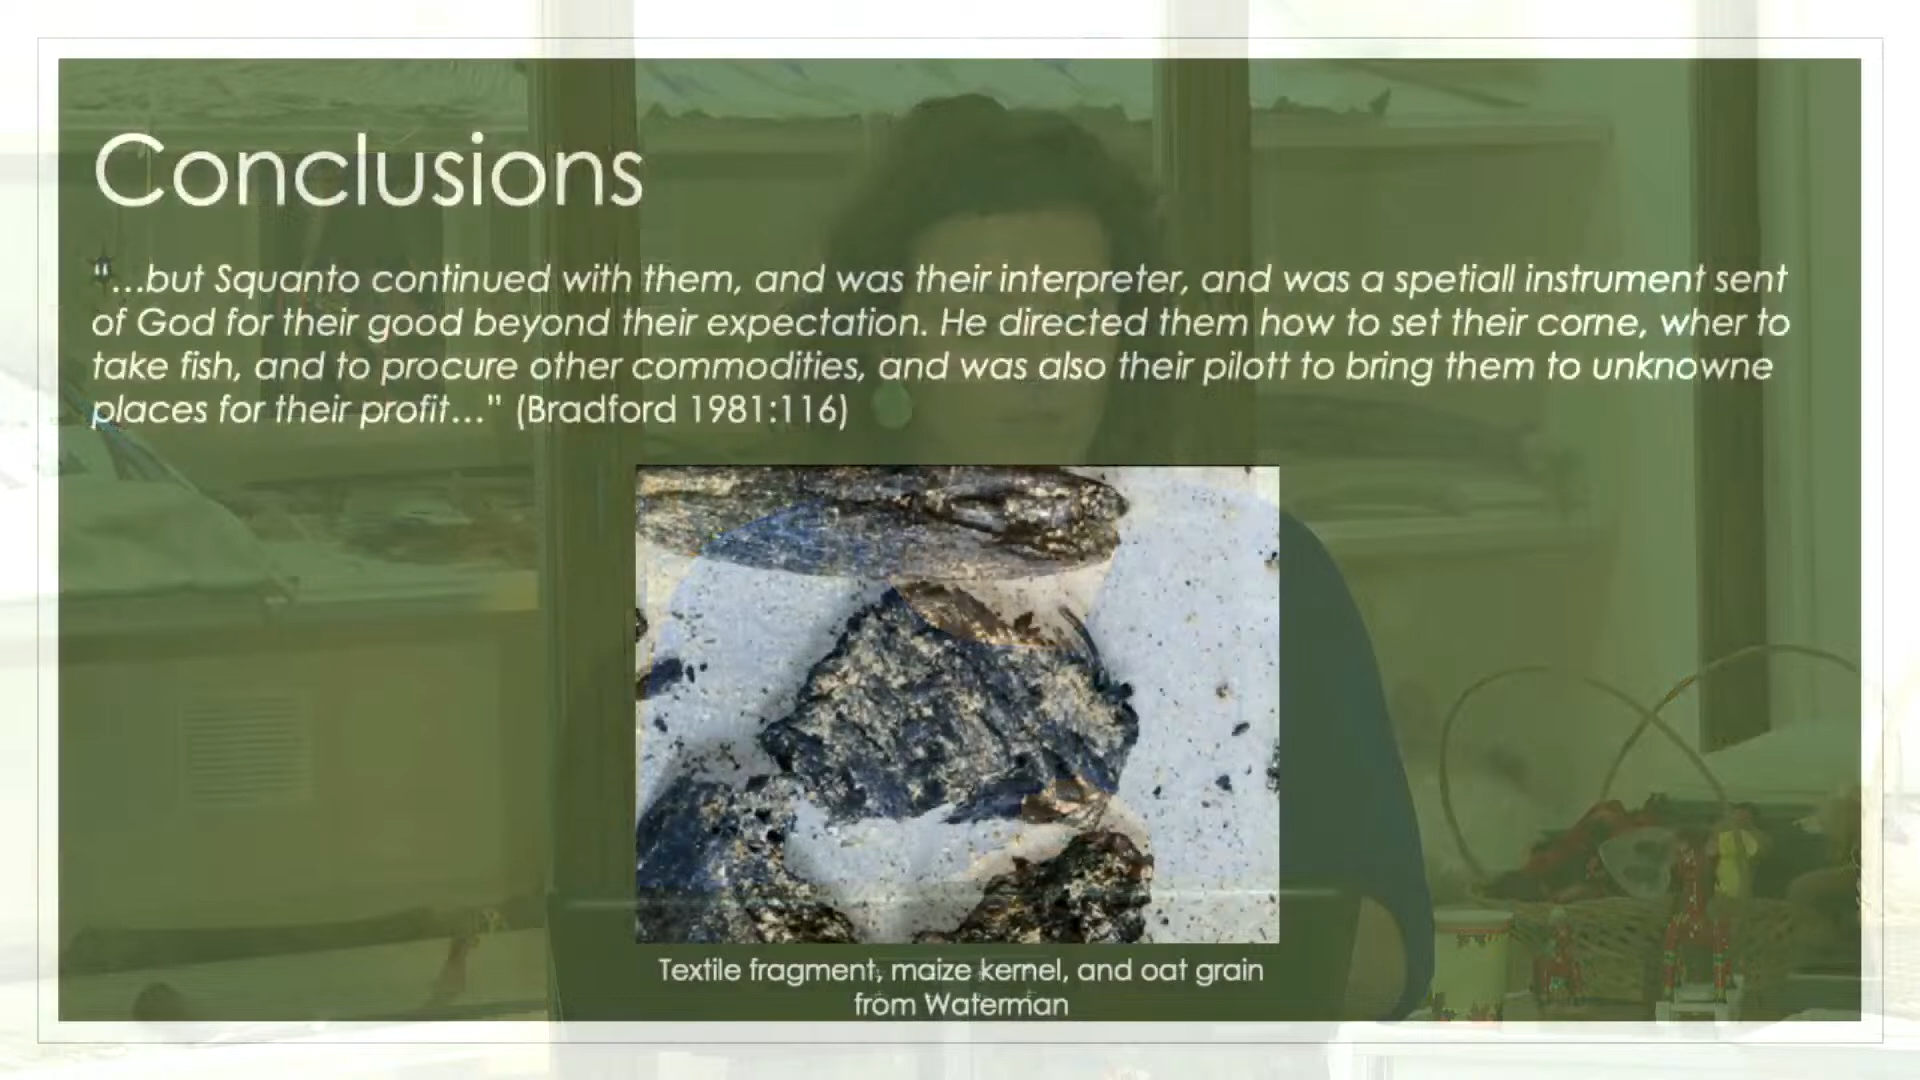 Conclusions
“…but Squanto continued with them, and was their interpreter, and was a spetiall instrument sent
of God for their good beyond their expectation. He directed them how to set their corne, wher to
take fish, and to procure other commodities, and was also their pilott to bring them to unknowne
places for their profit…” (Bradford 1981:116)
Textile fragment, maize kernel, and oat grain
from Waterman